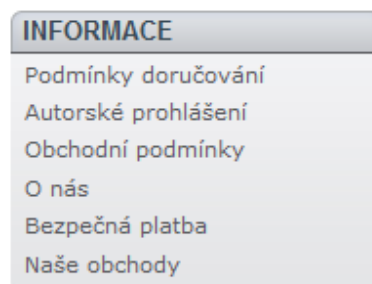 INFORMACE
Podmínky doručování
Autorské prohlášení
Obchodní podmínky
O nás
Bezpečná platba
Naše obchody